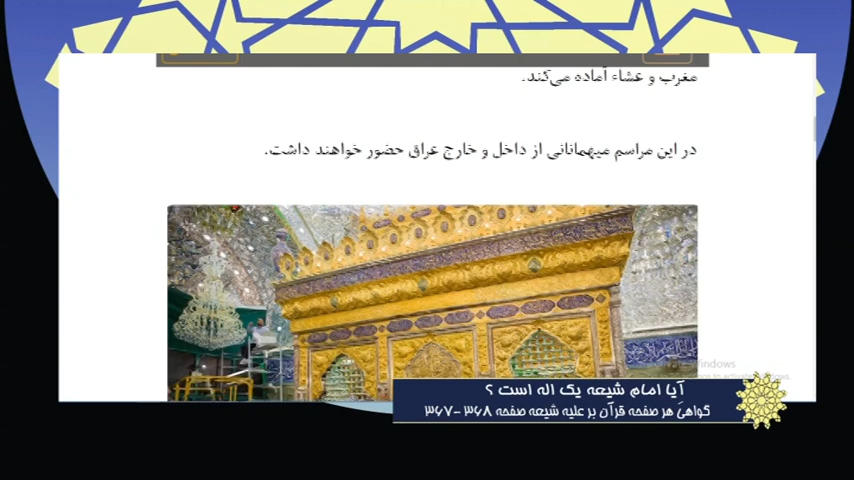 مغرب و عشاء آماده می‌کند.
در این مراسم میهمانانی از داخل و خارج عراق حضور خواهند داشت.
Windows
آیا امام شیعه یک اله است ؟
گواهی هر صفحه قرآن بر علیه شیعه صفحه ۳۶۸ -۳۶۷